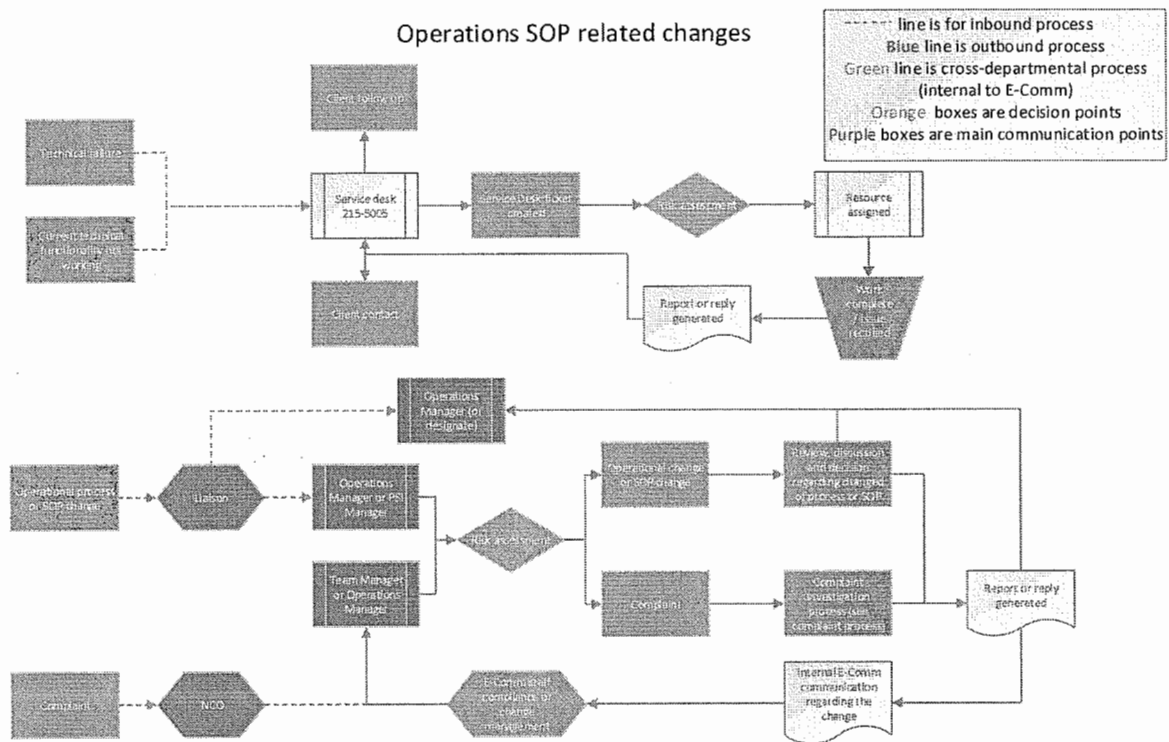 Operations SOP related changes
------- line is for inbound process
Blue line is outbound process
Green line is cross-departmental process
(internal to E-Comm)
Orange boxes are decision points
Purple boxes are main communication points
Client follow up
Technical failure
Current technical
functionality not
working
Service desk
215-5005
Service Desk ticket
created
Risk assessment
Resource
assigned
Client contact
Report or reply
generated
Work
complete
Operations
Manager (or
designate)
Operational process
or SOP change
Liaison
Operations
Manager or PSI
Manager
Risk assessment
Operational change
or SOP change
Review, discussion
and decision
regarding
of process or SOP
Team Manager
or Operations
Manager
Complaint
Complaint
investigation
process (see
complaint process)
Report or reply
generated
Complaint
NCO
E-Comm staff
compliance or
change
management
Internal E-Comm
communication
regarding the
change